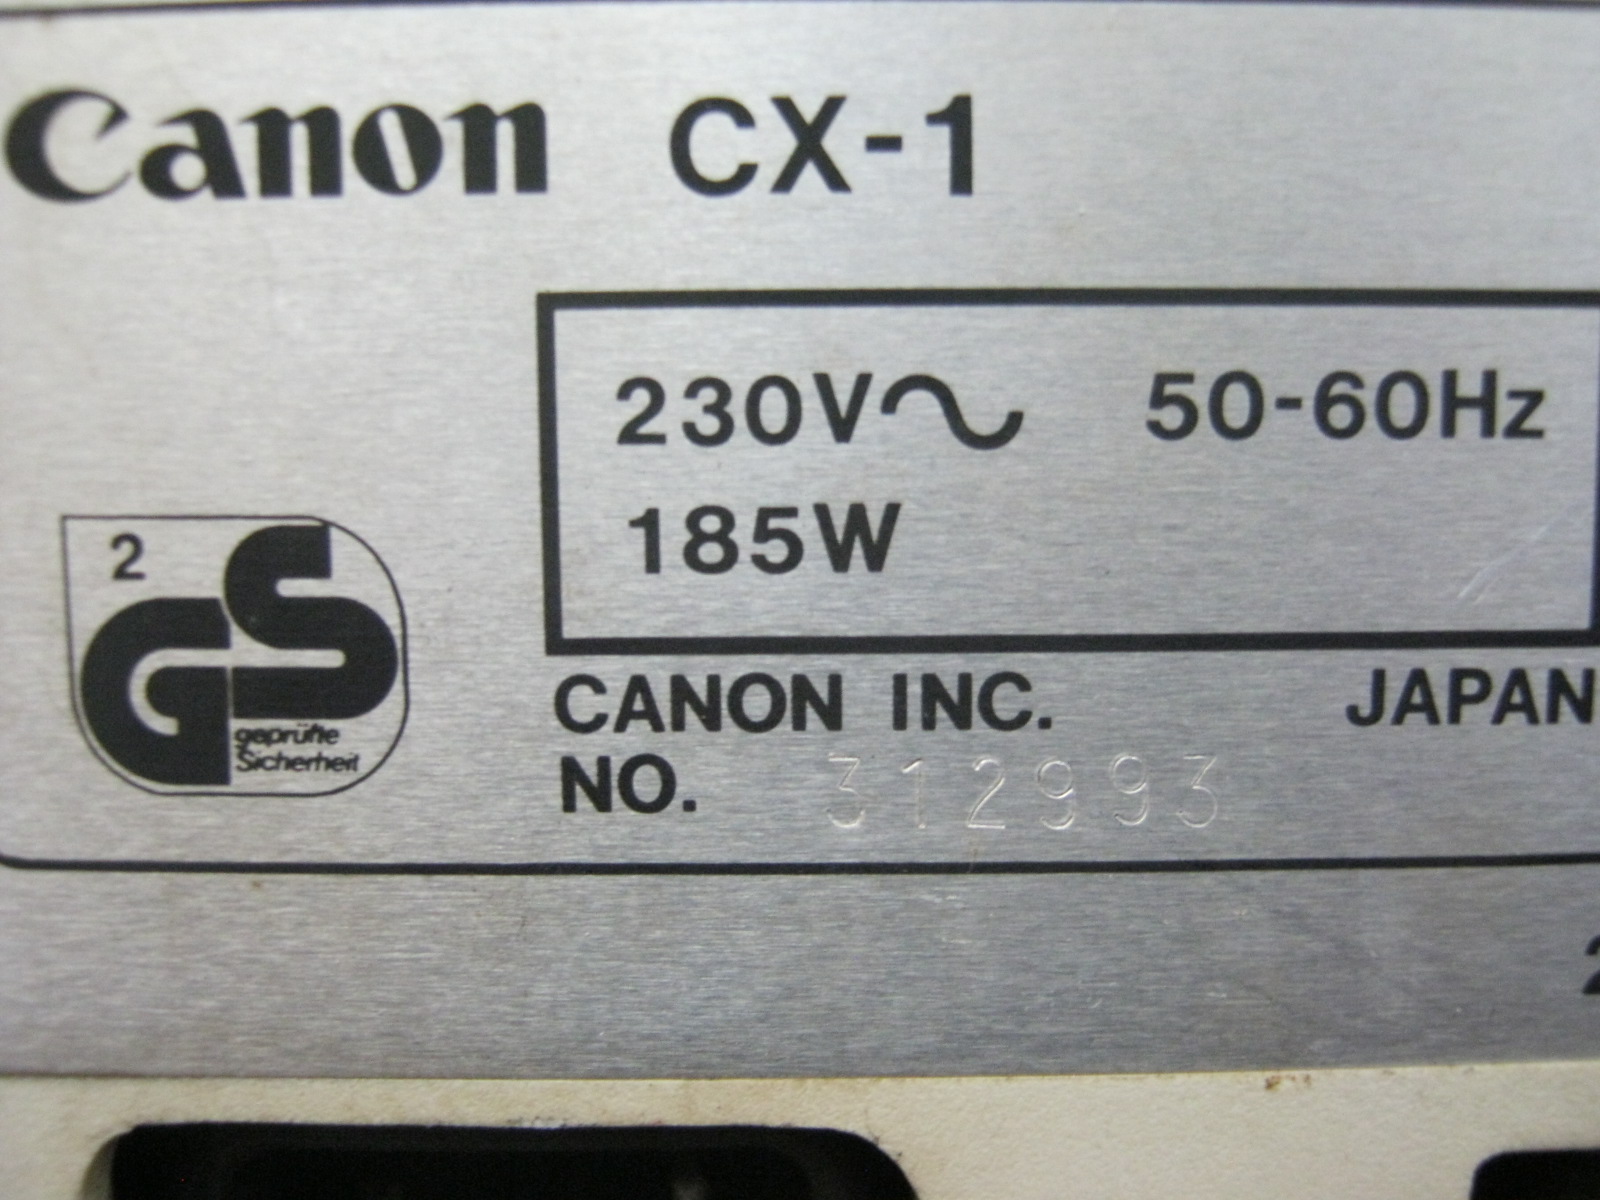 Canon CX-1
230V~ 50-60Hz
185W
2
GS
geprüfte
Sicherheit
CANON INC. JAPAN
NO. 312993